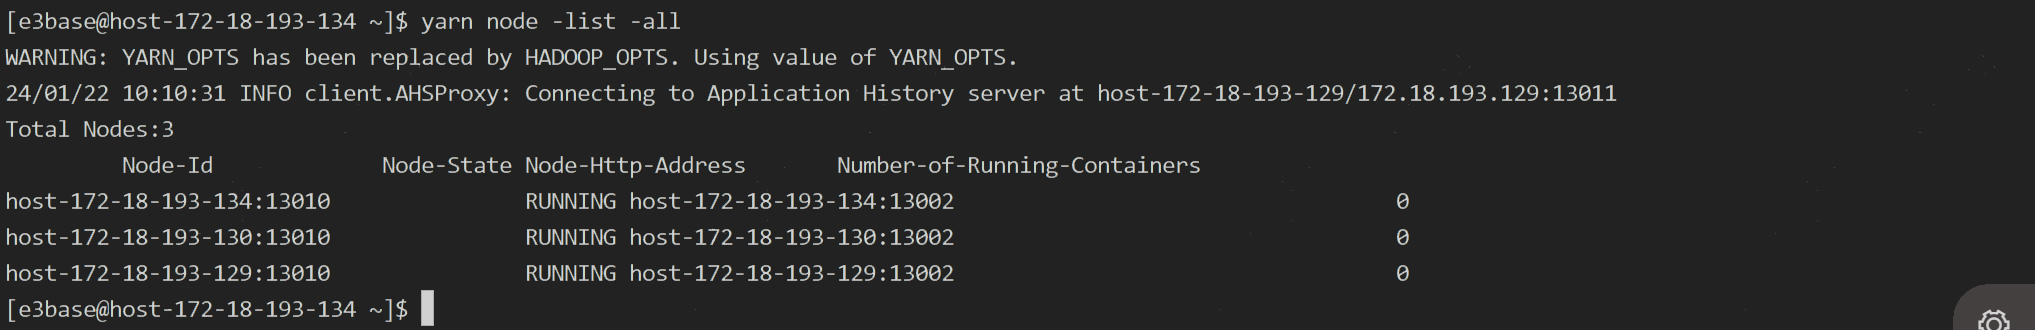 [e3base@host-172-18-193-134 ~]$ yarn node -list -all
WARNING: YARN_OPTS has been replaced by HADOOP_OPTS. Using value of YARN_OPTS.
24/01/22 10:10:31 INFO client.AHSProxy: Connecting to Application History server at host-172-18-193-129/172.18.193.129:13011
Total Nodes:3
         Node-Id             Node-State Node-Http-Address       Number-of-Running-Containers
host-172-18-193-134:13010               RUNNING host-172-18-193-134:13002                                  0
host-172-18-193-130:13010               RUNNING host-172-18-193-130:13002                                  0
host-172-18-193-129:13010               RUNNING host-172-18-193-129:13002                                  0
[e3base@host-172-18-193-134 ~]$